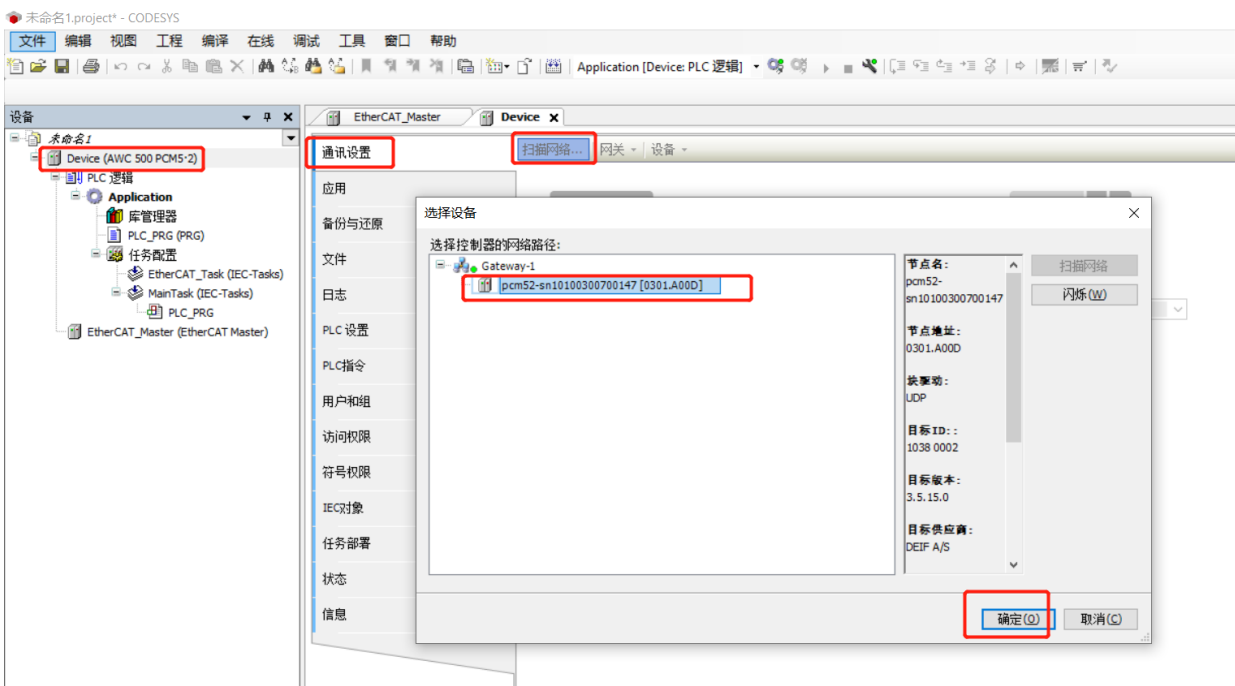 未命名1.project* - CODESYS
文件 编辑 视图 工程 编译 在线 调试 工具 窗口 帮助
Application [Device: PLC 逻辑]
设备
未命名1
Device (AWC 500 PCM5·2)
PLC 逻辑
Application
库管理器
PLC_PRG (PRG)
任务配置
EtherCAT_Task (IEC-Tasks)
MainTask (IEC-Tasks)
PLC_PRG
EtherCAT_Master (EtherCAT Master)
EtherCAT_Master
Device
通讯设置
应用
备份与还原
文件
日志
PLC 设置
PLC指令
用户和组
访问权限
符号权限
IEC对象
任务部署
状态
信息
扫描网络... 网关 设备
选择设备
选择控制器的网络路径:
Gateway-1
pcm52-sn10100300700147 [0301.A00D]
节点名:
pcm52-
sn10100300700147
节点地址:
0301.A00D
块驱动:
UDP
目标ID::
1038 0002
目标版本:
3.5.15.0
目标供应商:
DEIF A/S
扫描网络
闪烁(W)
确定(O) 取消(C)